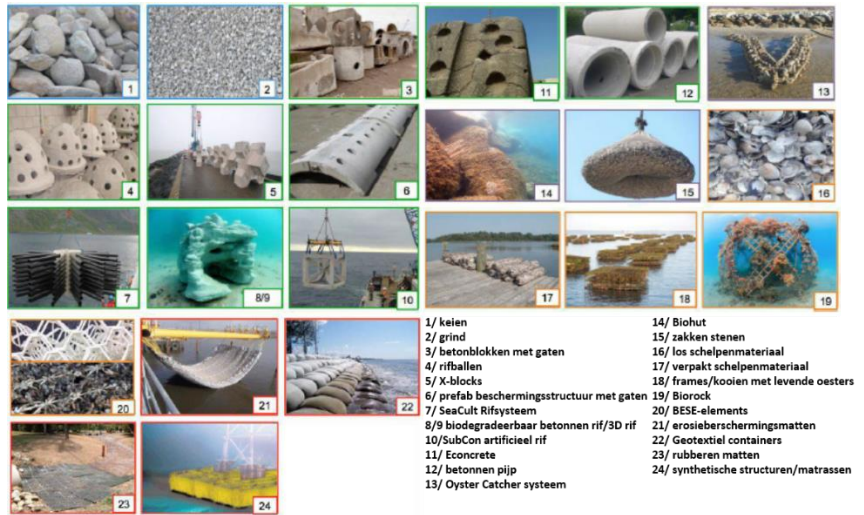 1
2
3
11
12
13
4
5
6
14
15
16
7
8/9
10
17
18
19
20
21
22
23
24
1/ keien
2/ grind
3/ betonblokken met gaten
4/ rifballen
5/ X-blocks
6/ prefab beschermingsstructuur met gaten
7/ SeaCult Rifsysteem
8/9 biodegradeerbaar betonnen rif/3D rif
10/SubCon artificieel rif
11/ Econcrete
12/ betonnen pijp
13/ Oyster Catcher systeem
14/ Biohut
15/ zakken stenen
16/ los schelpenmateriaal
17/ verpakt schelpenmateriaal
18/ frames/kooien met levende oesters
19/ Biorock
20/ BESE-elements
21/ erosieberschermingsmatten
22/ Geotextiel containers
23/ rubberen matten
24/ synthetische structuren/matrassen